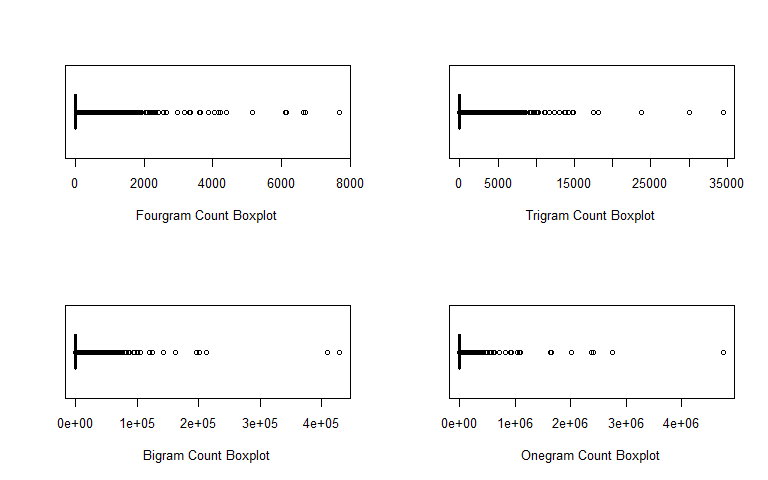 0 2000 4000 6000 8000
Fourgram Count Boxplot
0 5000 15000 25000 35000
Trigram Count Boxplot
0e+00 1e+05 2e+05 3e+05 4e+05
Bigram Count Boxplot
0e+00 1e+06 2e+06 3e+06 4e+06
Onegram Count Boxplot